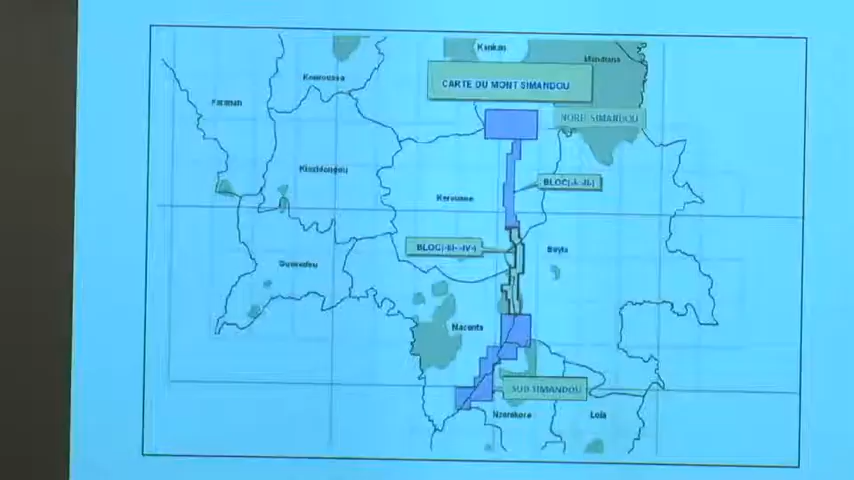 Kankan
Mandiana
Kouroussa
CARTE DU MONT SIMANDOU
Faranah
NORD SIMANDOU
Kissidougou
BLOC(-I- -II-)
Kerouane
BLOC(-III- -IV-)
Beyla
Gueckedou
Macenta
SUD SIMANDOU
Nzerekore
Lola